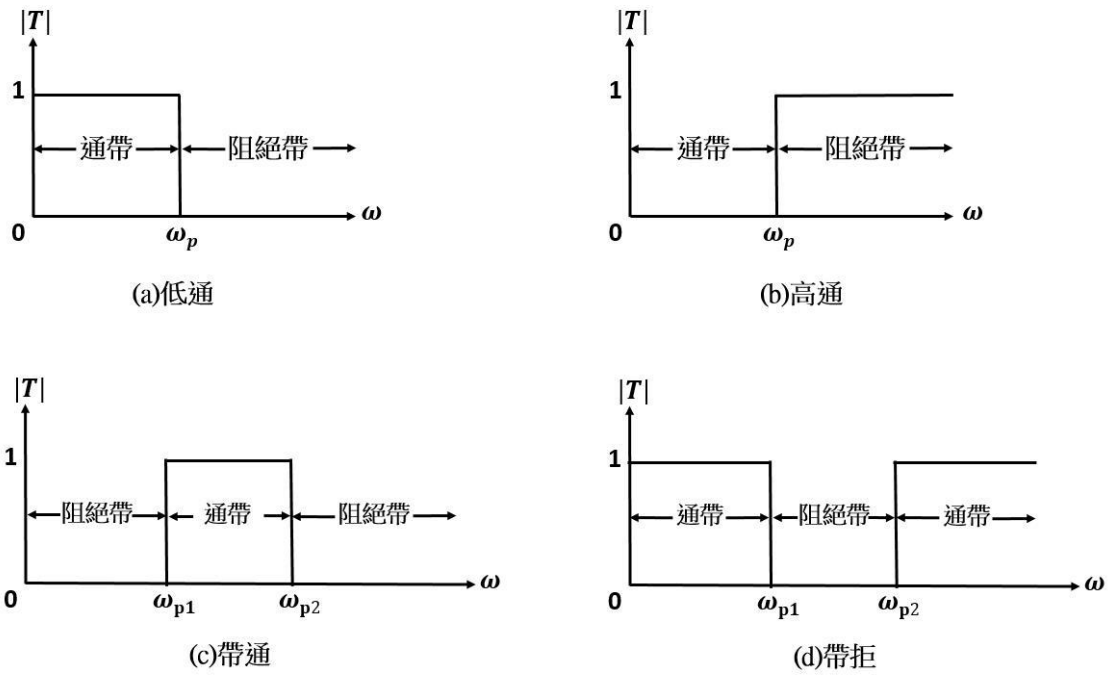 |T|
1
通帶
阻絕帶
0
ω_p
ω
(a)低通
|T|
1
通帶
阻絕帶
0
ω_p
ω
(b)高通
|T|
1
阻絕帶
通帶
阻絕帶
0
ω_p1
ω_p2
ω
(c)帶通
|T|
1
通帶
阻絕帶
通帶
0
ω_p1
ω_p2
ω
(d)帶拒